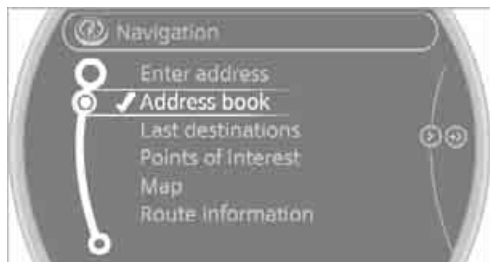 Navigation
Enter address
Address book
Last destinations
Points of Interest
Map
Route information